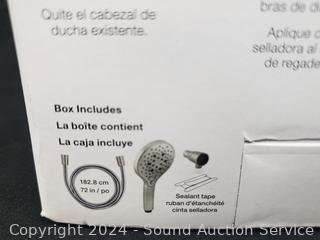 Quite el cabezal de
ducha existente.
bras de du
Aplique c
selladora al
de regade
Box Includes
La boîte contient
La caja incluye
182.8 cm
72 in / po
Sealant tape
ruban d'étanchéité
cinta selladora
Copyright 2024 - Sound Auction Service